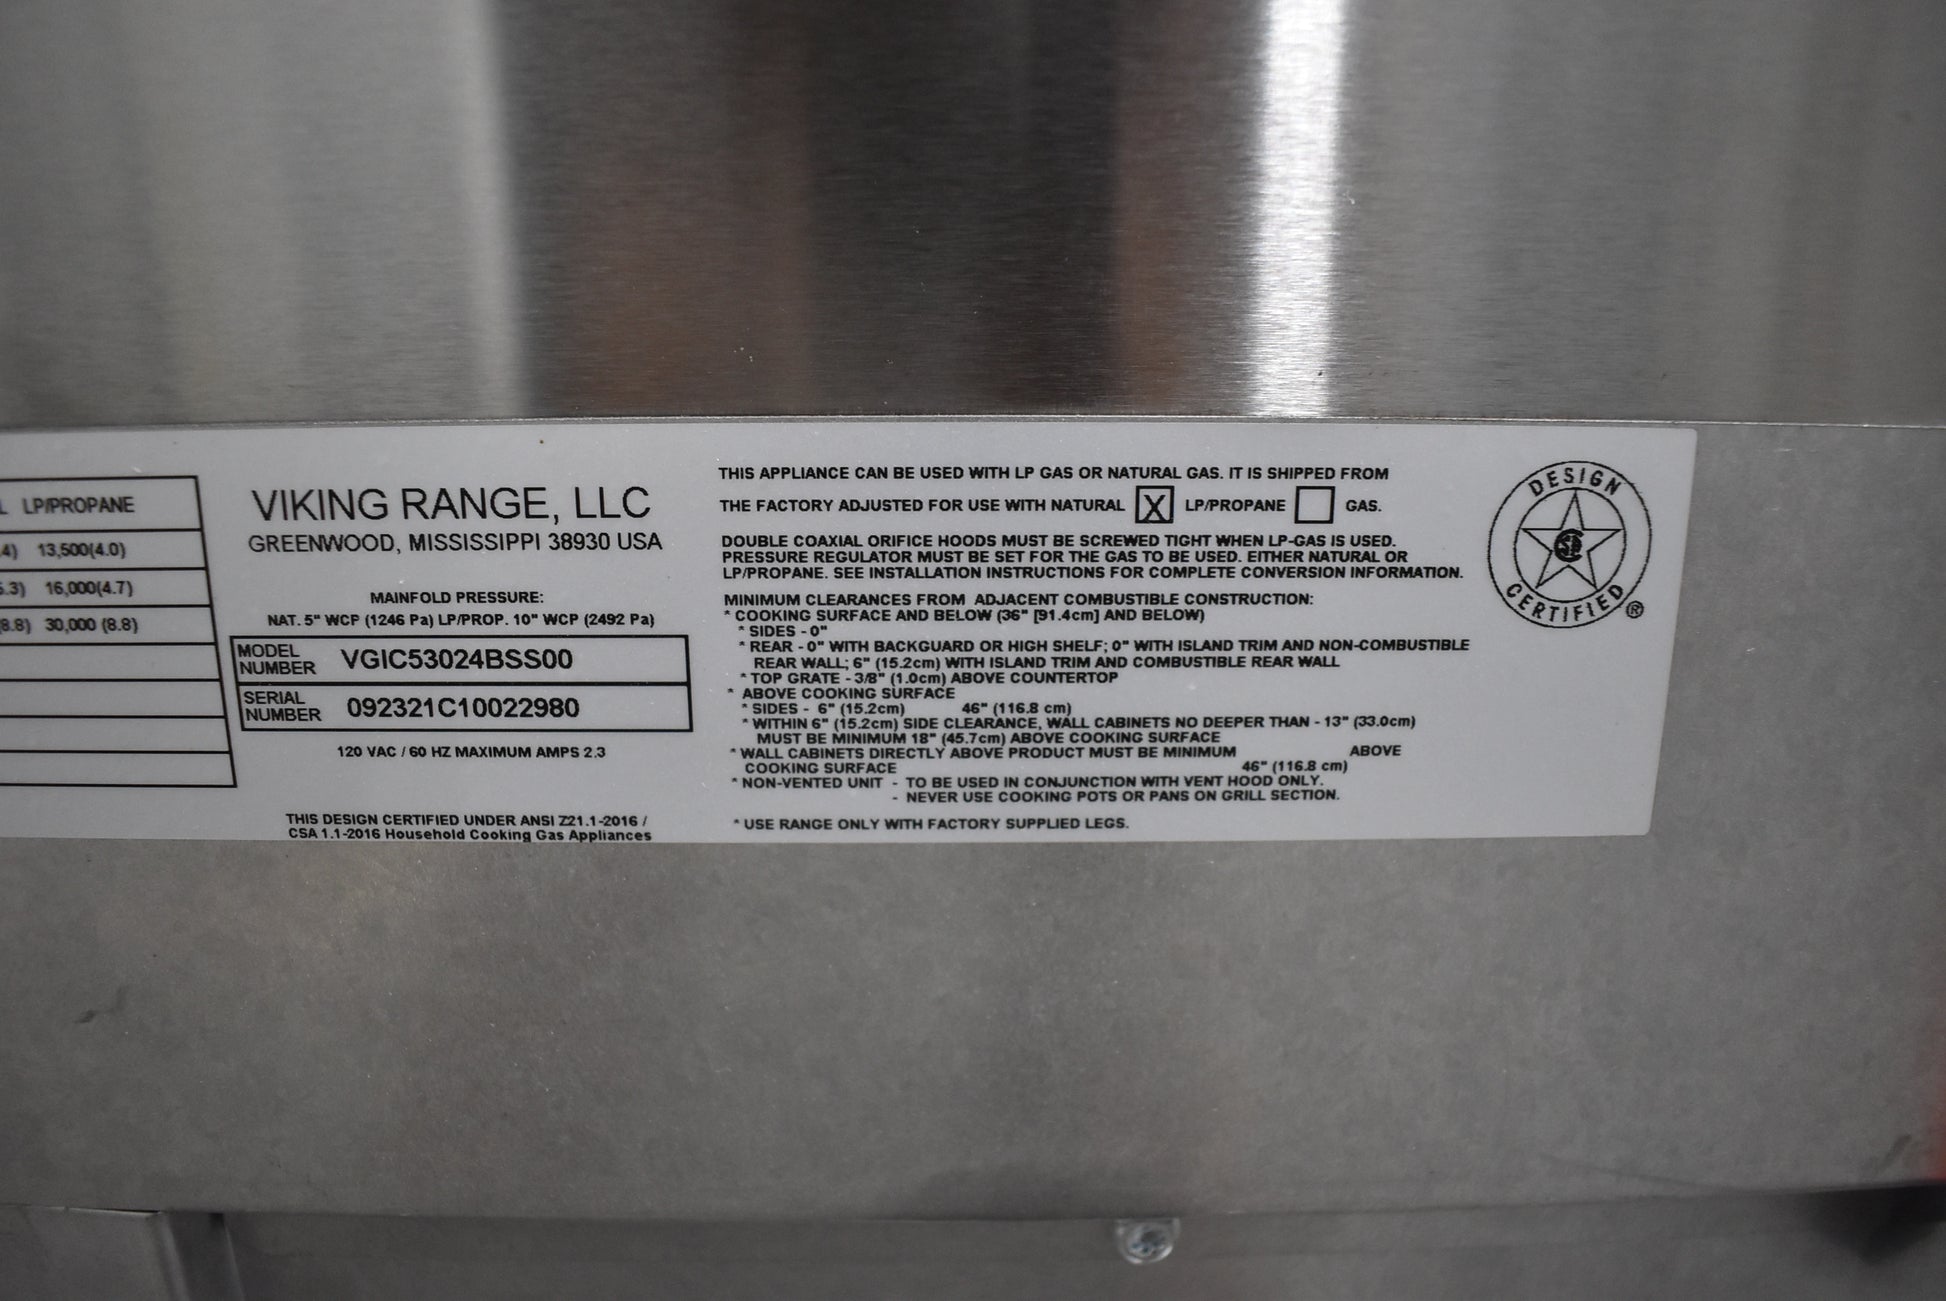 LP/PROPANE
13,500(4.0)
16,000(4.7)
(8.8) 30,000 (8.8)
VIKING RANGE, LLC
GREENWOOD, MISSISSIPPI 38930 USA
MAINFOLD PRESSURE:
NAT. 5" WCP (1246 Pa) LP/PROP. 10" WCP (2492 Pa)
MODEL NUMBER VGIC53024BSS00
SERIAL NUMBER 092321C10022980
120 VAC / 60 HZ MAXIMUM AMPS 2.3
THIS DESIGN CERTIFIED UNDER ANSI Z21.1-2016 /
CSA 1.1-2016 Household Cooking Gas Appliances
THIS APPLIANCE CAN BE USED WITH LP GAS OR NATURAL GAS. IT IS SHIPPED FROM
THE FACTORY ADJUSTED FOR USE WITH NATURAL X LP/PROPANE GAS.
DOUBLE COAXIAL ORIFICE HOODS MUST BE SCREWED TIGHT WHEN LP-GAS IS USED.
PRESSURE REGULATOR MUST BE SET FOR THE GAS TO BE USED. EITHER NATURAL OR
LP/PROPANE. SEE INSTALLATION INSTRUCTIONS FOR COMPLETE CONVERSION INFORMATION.
MINIMUM CLEARANCES FROM ADJACENT COMBUSTIBLE CONSTRUCTION:
* COOKING SURFACE AND BELOW (36" [91.4cm] AND BELOW)
* SIDES - 0"
* REAR - 0" WITH BACKGUARD OR HIGH SHELF; 0" WITH ISLAND TRIM AND NON-COMBUSTIBLE
REAR WALL; 6" (15.2cm) WITH ISLAND TRIM AND COMBUSTIBLE REAR WALL
* TOP GRATE - 3/8" (1.0cm) ABOVE COUNTERTOP
* ABOVE COOKING SURFACE
* SIDES - 6" (15.2cm) 46" (116.8 cm)
* WITHIN 6" (15.2cm) SIDE CLEARANCE, WALL CABINETS NO DEEPER THAN - 13" (33.0cm)
MUST BE MINIMUM 18" (45.7cm) ABOVE COOKING SURFACE
* WALL CABINETS DIRECTLY ABOVE PRODUCT MUST BE MINIMUM ABOVE
COOKING SURFACE 46" (116.8 cm)
* NON-VENTED UNIT - TO BE USED IN CONJUNCTION WITH VENT HOOD ONLY.
- NEVER USE COOKING POTS OR PANS ON GRILL SECTION.
* USE RANGE ONLY WITH FACTORY SUPPLIED LEGS.
DESIGN
CERTIFIED ®